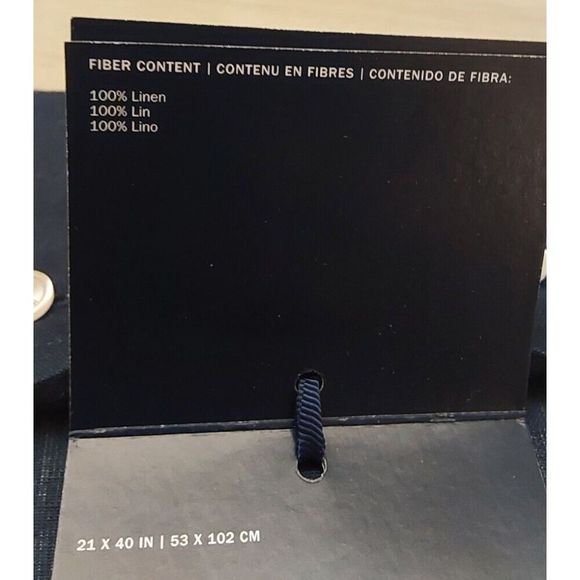 FIBER CONTENT | CONTENU EN FIBRES | CONTENIDO DE FIBRA:
100% Linen
100% Lin
100% Lino
21 X 40 IN | 53 X 102 CM